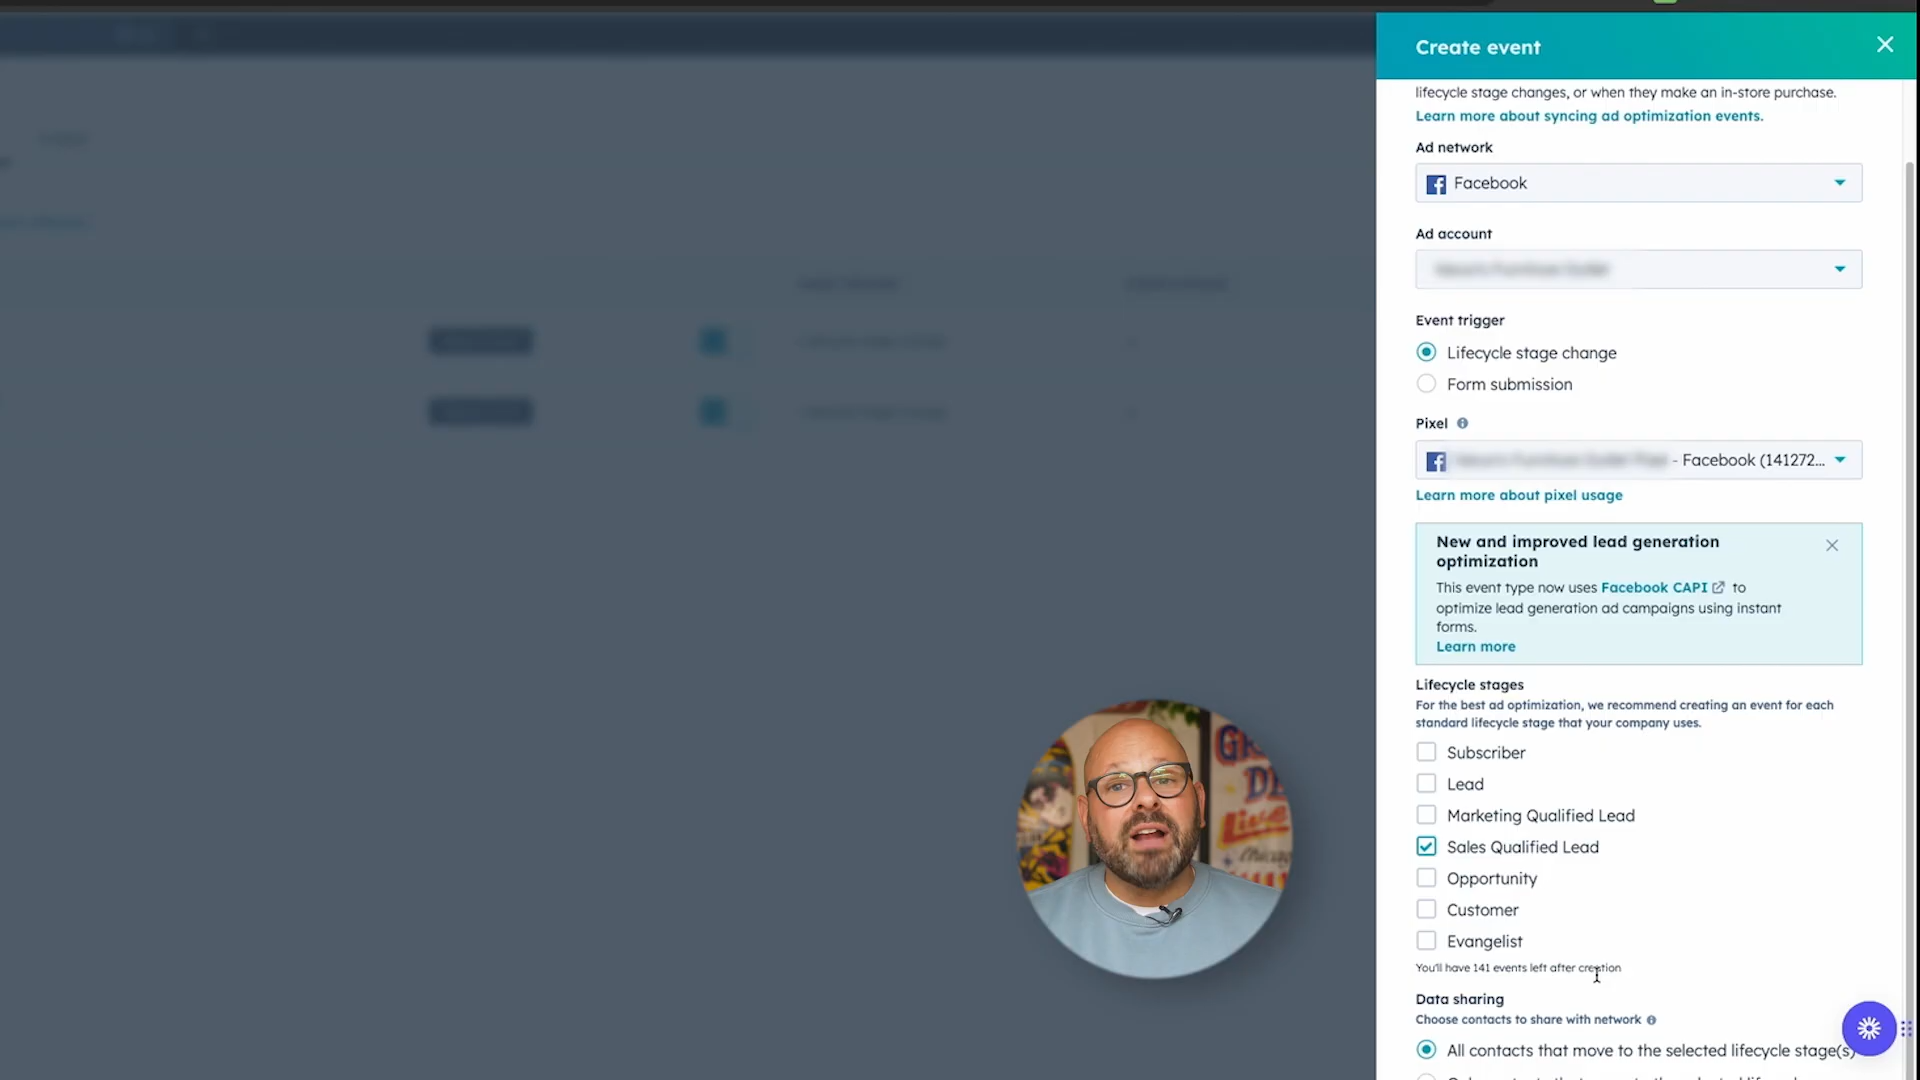 Create event
lifecycle stage changes, or when they make an in-store purchase.
Learn more about syncing ad optimization events.
Ad network
Facebook
Ad account
Event trigger
Lifecycle stage change
Form submission
Pixel
- Facebook (141272...
Learn more about pixel usage
New and improved lead generation
optimization
This event type now uses Facebook CAPI to
optimize lead generation ad campaigns using instant
forms.
Learn more
Lifecycle stages
For the best ad optimization, we recommend creating an event for each
standard lifecycle stage that your company uses.
Subscriber
Lead
Marketing Qualified Lead
Sales Qualified Lead
Opportunity
Customer
Evangelist
You'll have 141 events left after creation
Data sharing
Choose contacts to share with network
All contacts that move to the selected lifecycle stage(s)